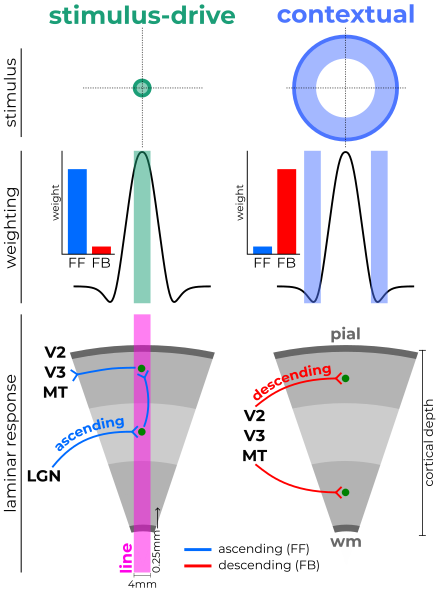 stimulus-drive
contextual
stimulus
weighting
weight
FF
FB
weight
FF
FB
laminar response
V2
V3
MT
ascending
LGN
line
4mm
0,25mm
pial
descending
V2
V3
MT
wm
cortical depth
ascending (FF)
descending (FB)